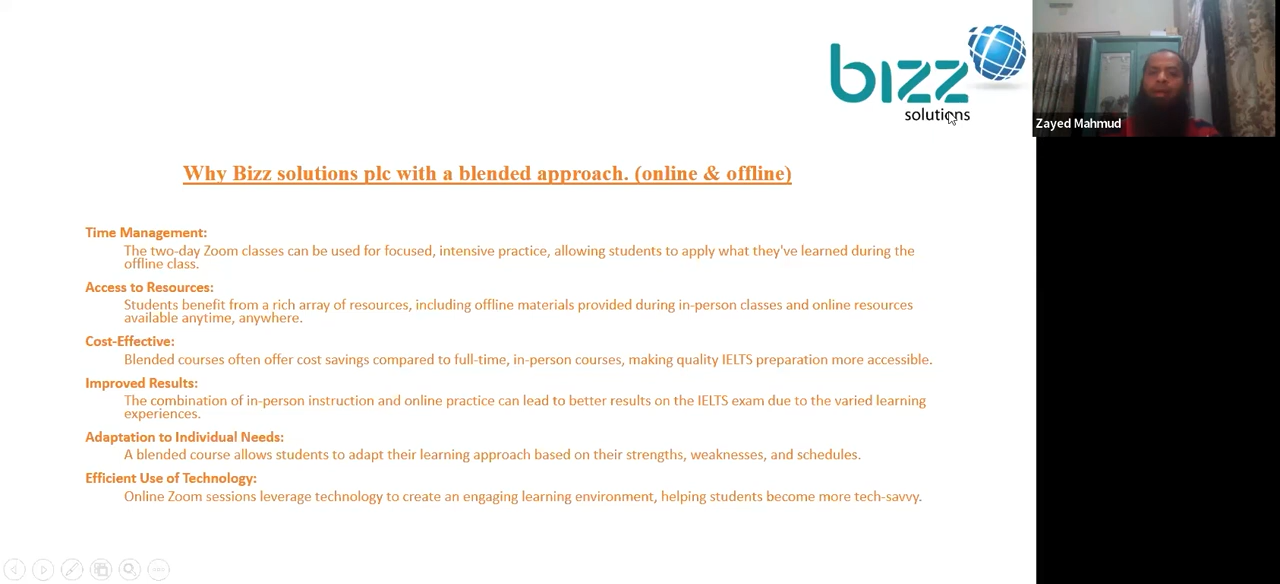 bizz
solutions
Zayed Mahmud
Why Bizz solutions plc with a blended approach. (online & offline)
Time Management:
The two-day Zoom classes can be used for focused, intensive practice, allowing students to apply what they've learned during the
offline class.
Access to Resources:
Students benefit from a rich array of resources, including offline materials provided during in-person classes and online resources
available anytime, anywhere.
Cost-Effective:
Blended courses often offer cost savings compared to full-time, in-person courses, making quality IELTS preparation more accessible.
Improved Results:
The combination of in-person instruction and online practice can lead to better results on the IELTS exam due to the varied learning
experiences.
Adaptation to Individual Needs:
A blended course allows students to adapt their learning approach based on their strengths, weaknesses, and schedules.
Efficient Use of Technology:
Online Zoom sessions leverage technology to create an engaging learning environment, helping students become more tech-savvy.